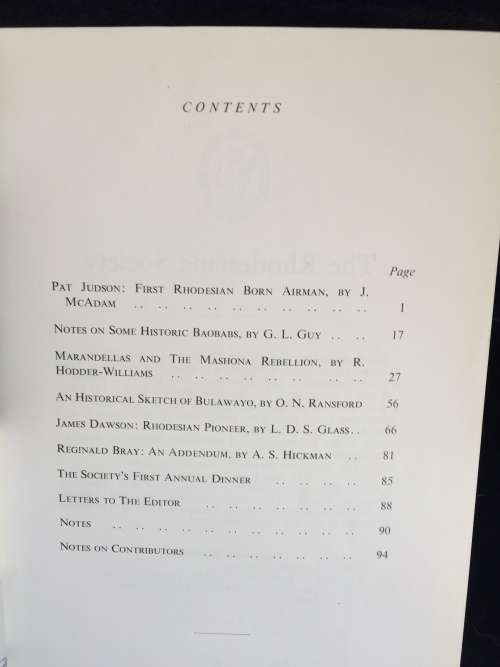 CONTENTS
The Rhodesiana Society
Page
PAT JUDSON: FIRST RHODESIAN BORN AIRMAN, BY J.
MCADAM .. .. .. .. .. .. .. .. .. .. 1
NOTES ON SOME HISTORIC BAOBABS, BY G. L. GUY .. .. 17
MARANDELLAS AND THE MASHONA REBELLION, BY R.
HODDER-WILLIAMS .. .. .. .. .. .. .. .. 27
AN HISTORICAL SKETCH OF BULAWAYO, BY O. N. RANSFORD 56
JAMES DAWSON: RHODESIAN PIONEER, BY L. D. S. GLASS.. 66
REGINALD BRAY: AN ADDENDUM, BY A. S. HICKMAN .. 81
THE SOCIETY'S FIRST ANNUAL DINNER .. .. .. .. 85
LETTERS TO THE EDITOR .. .. .. .. .. .. .. 88
NOTES .. .. .. .. .. .. .. .. .. .. .. 90
NOTES ON CONTRIBUTORS .. .. .. .. .. .. .. 94